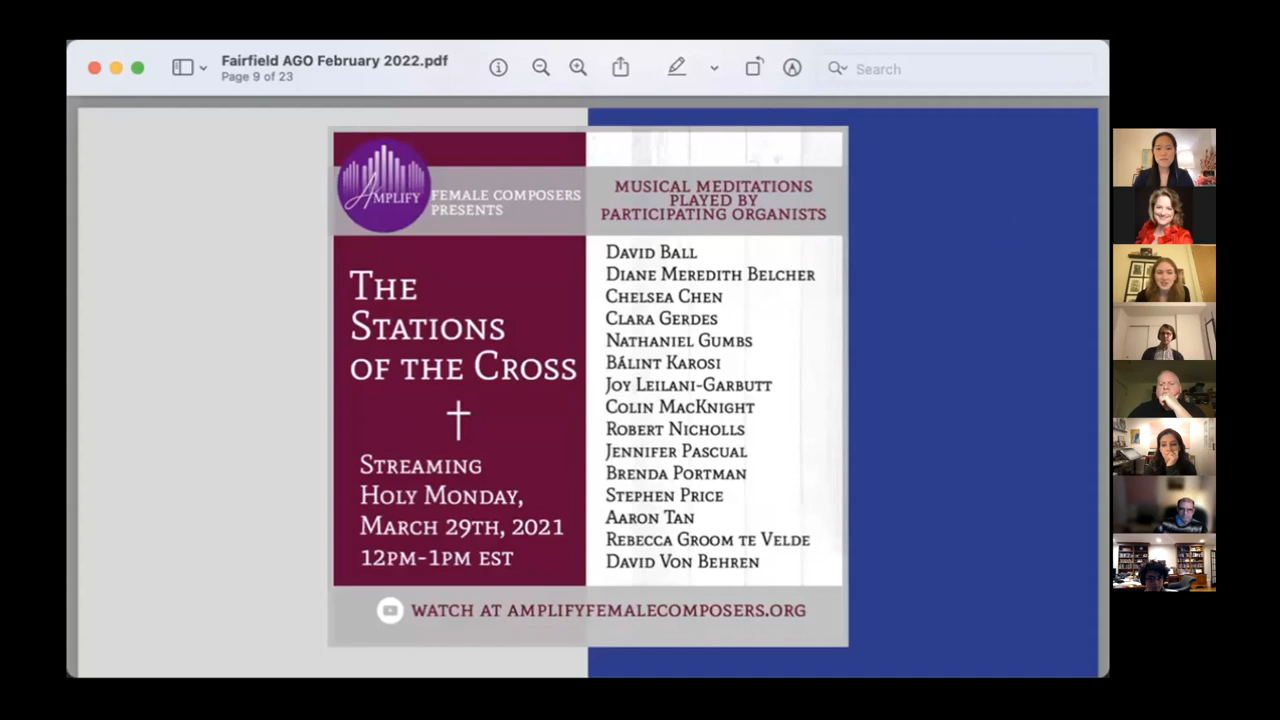 Fairfield AGO February 2022.pdf
Page 9 of 23
Search
AMPLIFY
FEMALE COMPOSERS
PRESENTS
THE
STATIONS
OF THE CROSS
STREAMING
HOLY MONDAY,
MARCH 29TH, 2021
12PM-1PM EST
MUSICAL MEDITATIONS
PLAYED BY
PARTICIPATING ORGANISTS
DAVID BALL
DIANE MEREDITH BELCHER
CHELSEA CHEN
CLARA GERDES
NATHANIEL GUMBS
BÁLINT KAROSI
JOY LEILANI-GARBUTT
COLIN MACKNIGHT
ROBERT NICHOLLS
JENNIFER PASCUAL
BRENDA PORTMAN
STEPHEN PRICE
AARON TAN
REBECCA GROOM TE VELDE
DAVID VON BEHREN
WATCH AT AMPLIFYFEMALECOMPOSERS.ORG